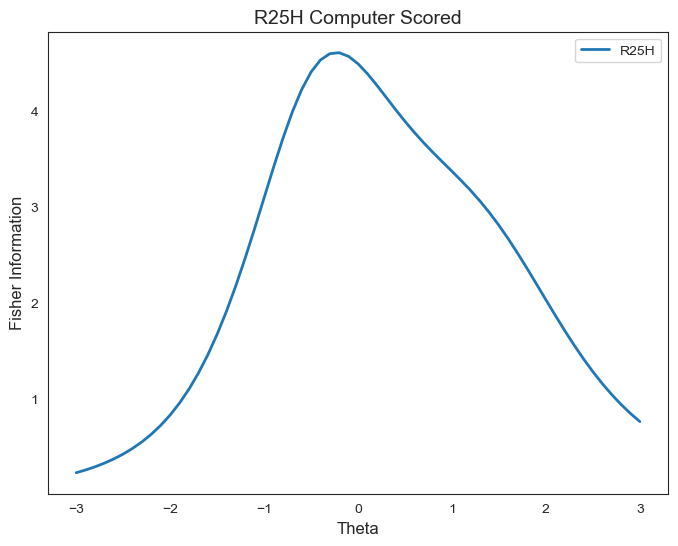 R25H Computer Scored
R25H
Fisher Information
4
3
2
1
−3 −2 −1 0 1 2 3
Theta